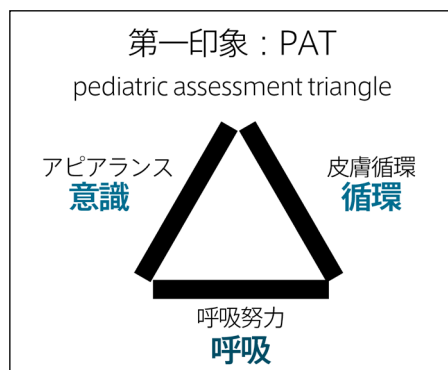 第一印象：PAT
pediatric assessment triangle
アピアランス
意識
皮膚循環
循環
呼吸努力
呼吸